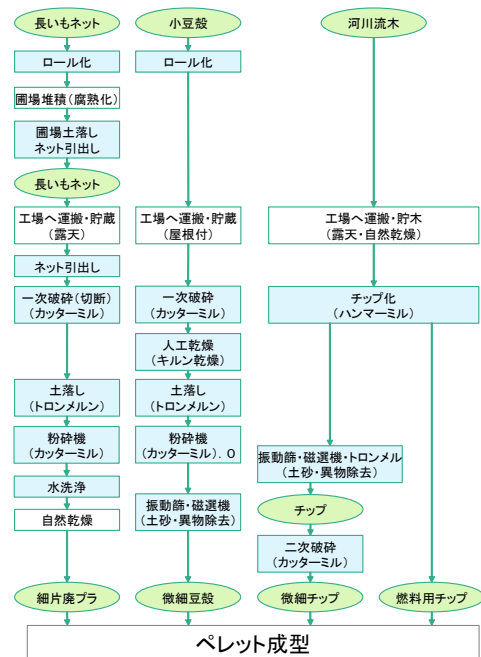 長いもネット
ロール化
圃場堆積(腐熟化)
圃場土落し
ネット引出し
長いもネット
工場へ運搬・貯蔵
(露天)
ネット引出し
一次破砕(切断)
(カッターミル)
土落し
(トロンメルン)
粉砕機
(カッターミル)
水洗浄
自然乾燥
細片廃プラ
小豆殻
ロール化
工場へ運搬・貯蔵
(屋根付)
一次破砕
(カッターミル)
人工乾燥
(キルン乾燥)
土落し
(トロンメルン)
粉砕機
(カッターミル).0
振動篩・磁選機
(土砂・異物除去)
微細豆殻
河川流木
工場へ運搬・貯木
(露天・自然乾燥)
チップ化
(ハンマーミル)
振動篩・磁選機・トロンメル
(土砂・異物除去)
チップ
二次破砕
(カッターミル)
微細チップ
燃料用チップ
ペレット成型